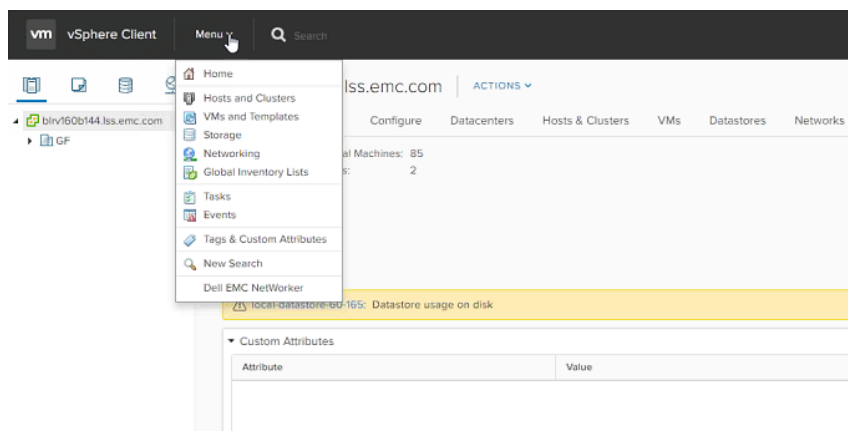 vm vSphere Client Menu Search
Home
Hosts and Clusters
VMs and Templates
Storage
Networking
Global Inventory Lists
Tasks
Events
Tags & Custom Attributes
New Search
Dell EMC NetWorker
blrv160b144.lss.emc.com
GF
lss.emc.com ACTIONS
Configure Datacenters Hosts & Clusters VMs Datastores Networks
al Machines: 85
s: 2
local-datastore-60-165: Datastore usage on disk
Custom Attributes
Attribute Value